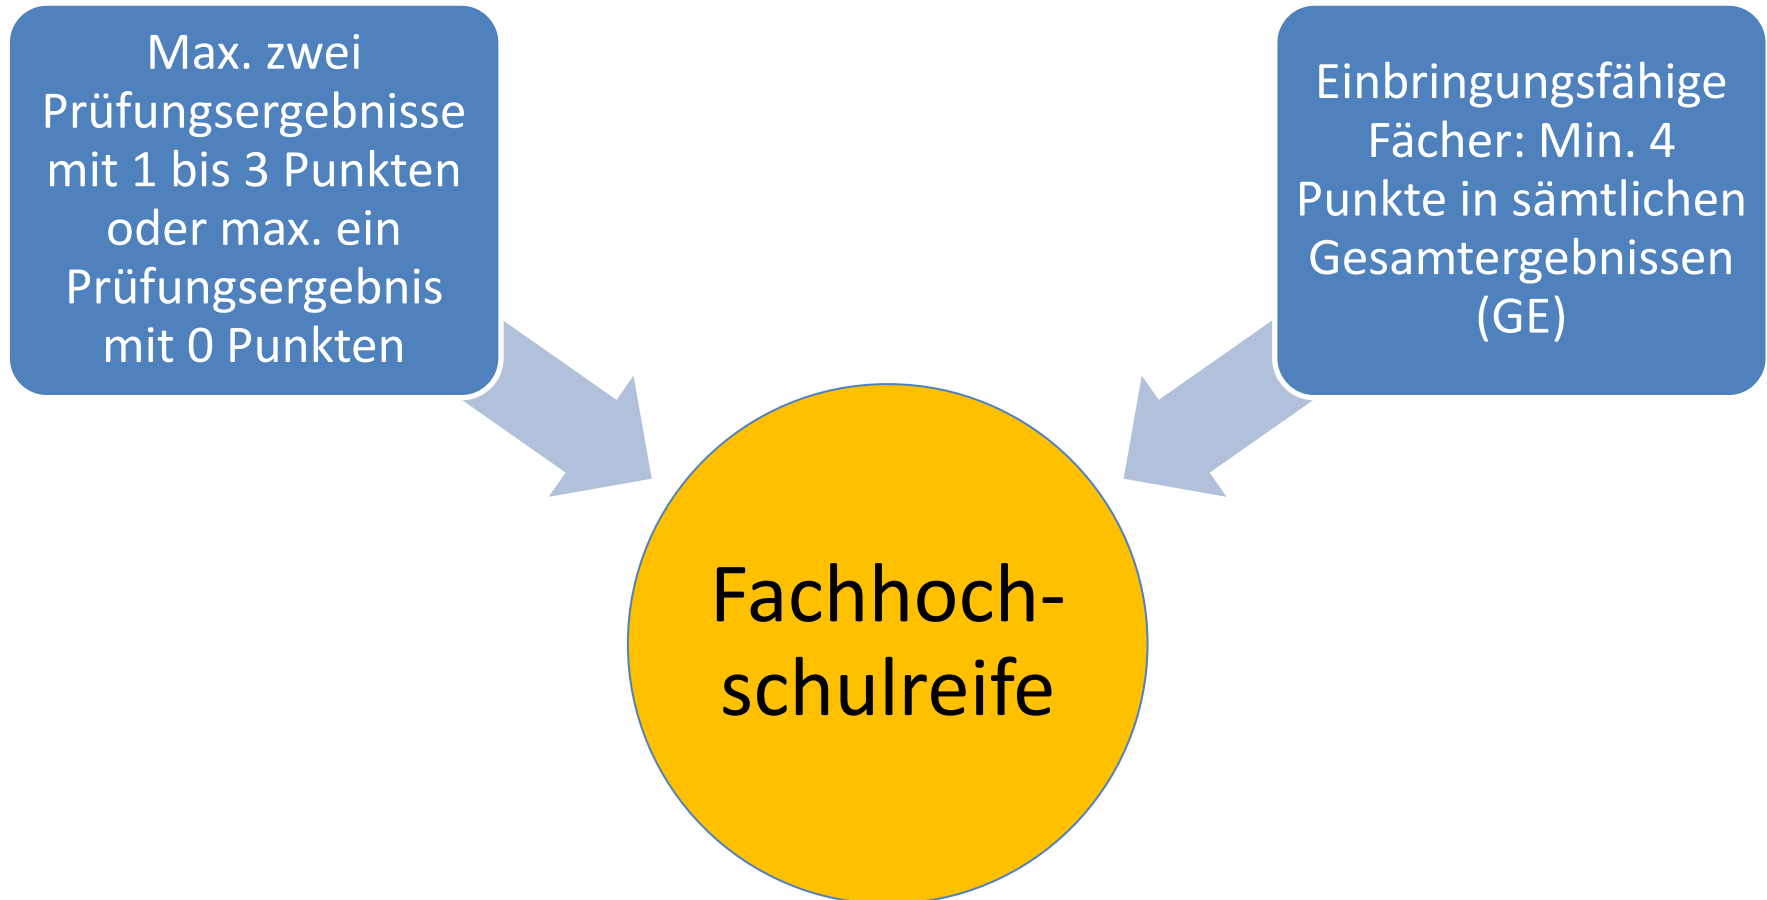 Max. zwei
Prüfungsergebnisse
mit 1 bis 3 Punkten
oder max. ein
Prüfungsergebnis
mit 0 Punkten
Einbringungsfähige
Fächer: Min. 4
Punkte in sämtlichen
Gesamtergebnissen
(GE)
Fachhoch-
schulreife